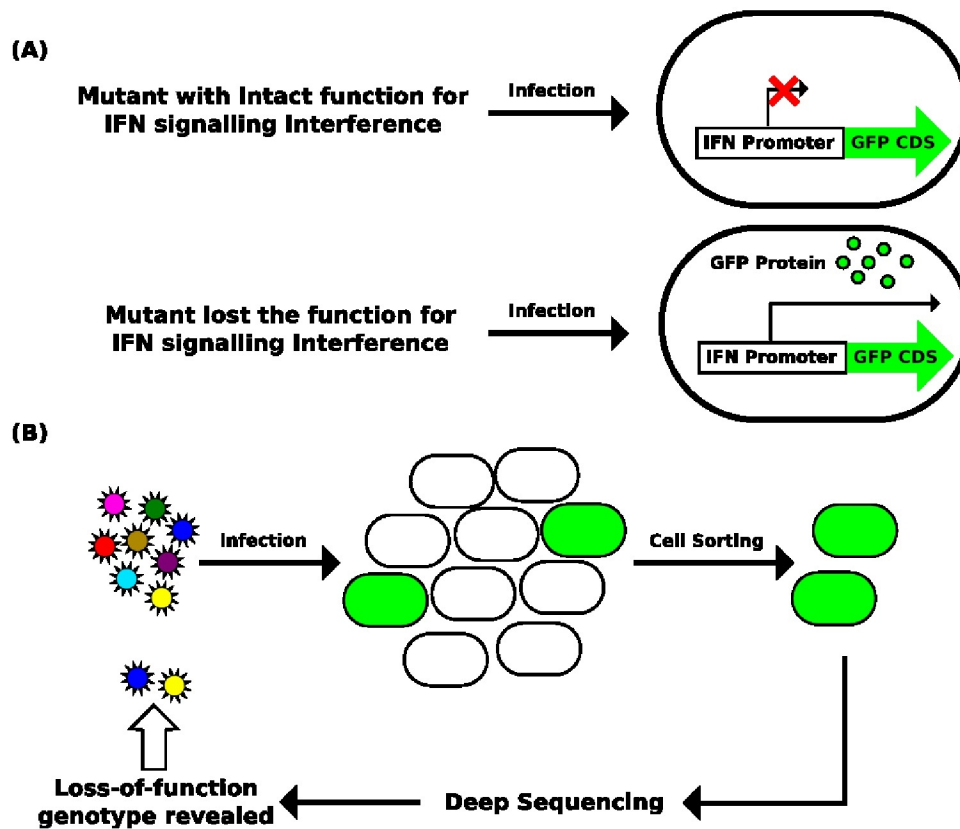 (A)
Mutant with Intact function for
IFN signalling Interference
Infection
IFN Promoter
GFP CDS
GFP Protein
Mutant lost the function for
IFN signalling Interference
Infection
IFN Promoter
GFP CDS
(B)
Infection
Cell Sorting
Loss-of-function
genotype revealed
Deep Sequencing